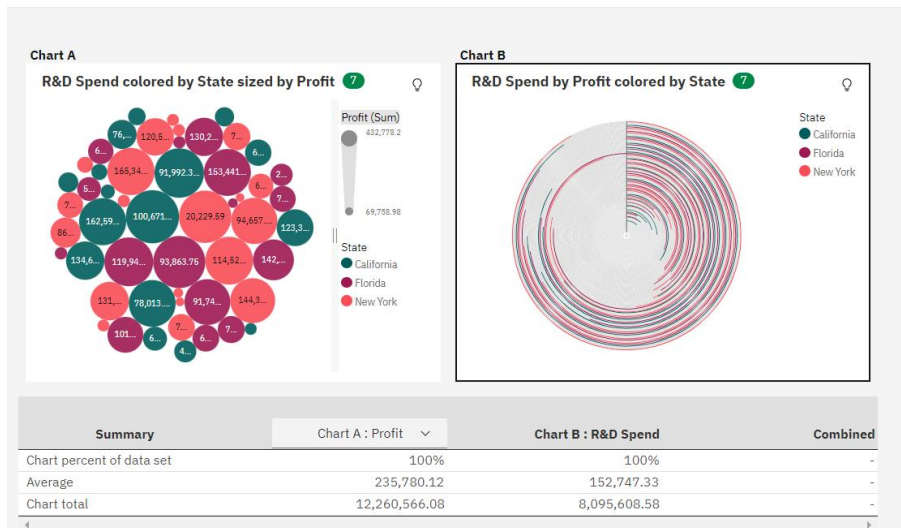 Chart A
R&D Spend colored by State sized by Profit 7
Profit (Sum)
432,778.2
69,758.98
State
California
Florida
New York
76,...
120,5...
130,2...
7...
6...
6...
165,34...
91,992.3...
153,441...
2...
5...
6...
7...
7...
162,59...
100,671...
20,229.59
94,657....
123,3...
86...
134,6...
119,94...
93,863.75
114,52...
142,...
131,...
78,013....
91,74...
144,3...
101...
6...
7...
6...
7...
4...
Chart B
R&D Spend by Profit colored by State 7
State
California
Florida
New York
Summary Chart A : Profit Chart B : R&D Spend Combined
Chart percent of data set 100% 100% -
Average 235,780.12 152,747.33 -
Chart total 12,260,566.08 8,095,608.58 -